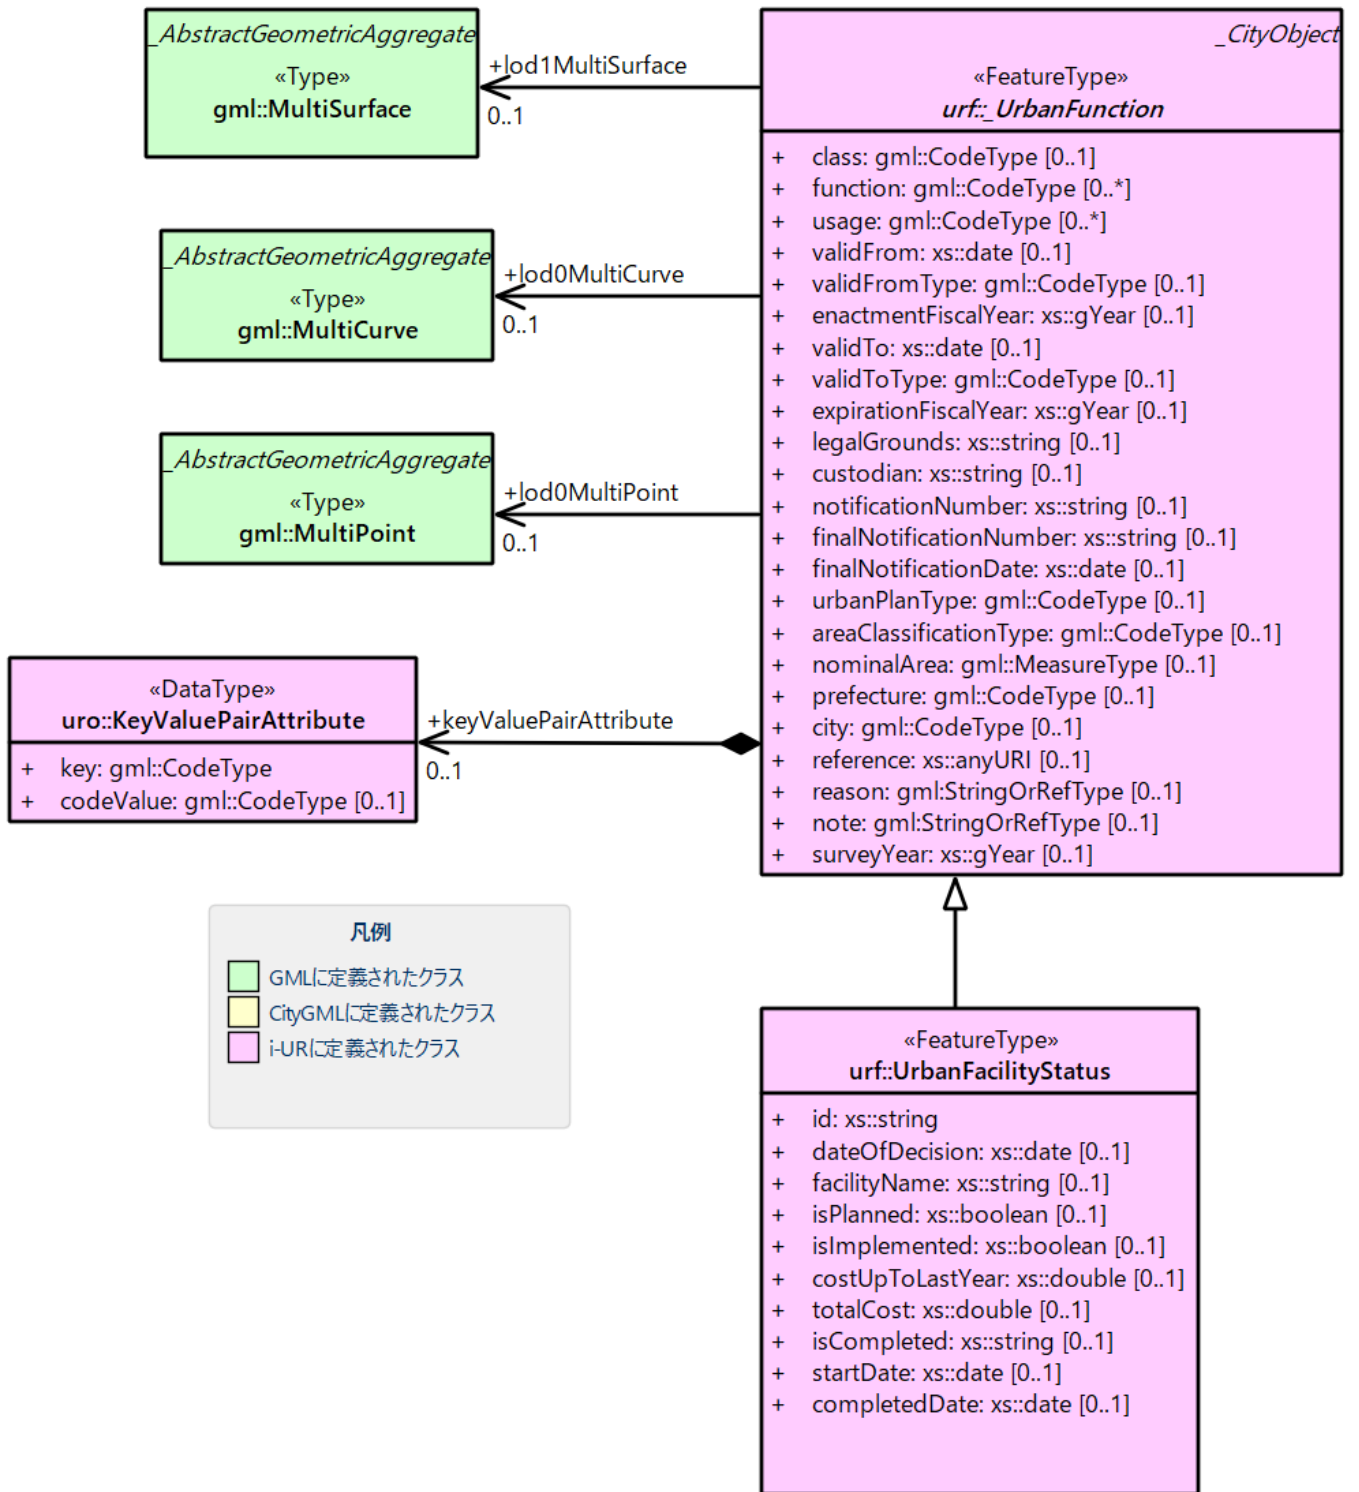 _AbstractGeometricAggregate
«Type»
gml::MultiSurface
+lod1MultiSurface
0..1
_AbstractGeometricAggregate
«Type»
gml::MultiCurve
+lod0MultiCurve
0..1
_AbstractGeometricAggregate
«Type»
gml::MultiPoint
+lod0MultiPoint
0..1
«DataType»
uro::KeyValuePairAttribute
+ key: gml::CodeType
+ codeValue: gml::CodeType [0..1]
+keyValuePairAttribute
0..1
_CityObject
«FeatureType»
urf::_UrbanFunction
+ class: gml::CodeType [0..1]
+ function: gml::CodeType [0..*]
+ usage: gml::CodeType [0..*]
+ validFrom: xs::date [0..1]
+ validFromType: gml::CodeType [0..1]
+ enactmentFiscalYear: xs::gYear [0..1]
+ validTo: xs::date [0..1]
+ validToType: gml::CodeType [0..1]
+ expirationFiscalYear: xs::gYear [0..1]
+ legalGrounds: xs::string [0..1]
+ custodian: xs::string [0..1]
+ notificationNumber: xs::string [0..1]
+ finalNotificationNumber: xs::string [0..1]
+ finalNotificationDate: xs::date [0..1]
+ urbanPlanType: gml::CodeType [0..1]
+ areaClassificationType: gml::CodeType [0..1]
+ nominalArea: gml::MeasureType [0..1]
+ prefecture: gml::CodeType [0..1]
+ city: gml::CodeType [0..1]
+ reference: xs::anyURI [0..1]
+ reason: gml:StringOrRefType [0..1]
+ note: gml:StringOrRefType [0..1]
+ surveyYear: xs::gYear [0..1]
凡例
GMLに定義されたクラス
CityGMLに定義されたクラス
i-URに定義されたクラス
«FeatureType»
urf::UrbanFacilityStatus
+ id: xs::string
+ dateOfDecision: xs::date [0..1]
+ facilityName: xs::string [0..1]
+ isPlanned: xs::boolean [0..1]
+ isImplemented: xs::boolean [0..1]
+ costUpToLastYear: xs::double [0..1]
+ totalCost: xs::double [0..1]
+ isCompleted: xs::string [0..1]
+ startDate: xs::date [0..1]
+ completedDate: xs::date [0..1]